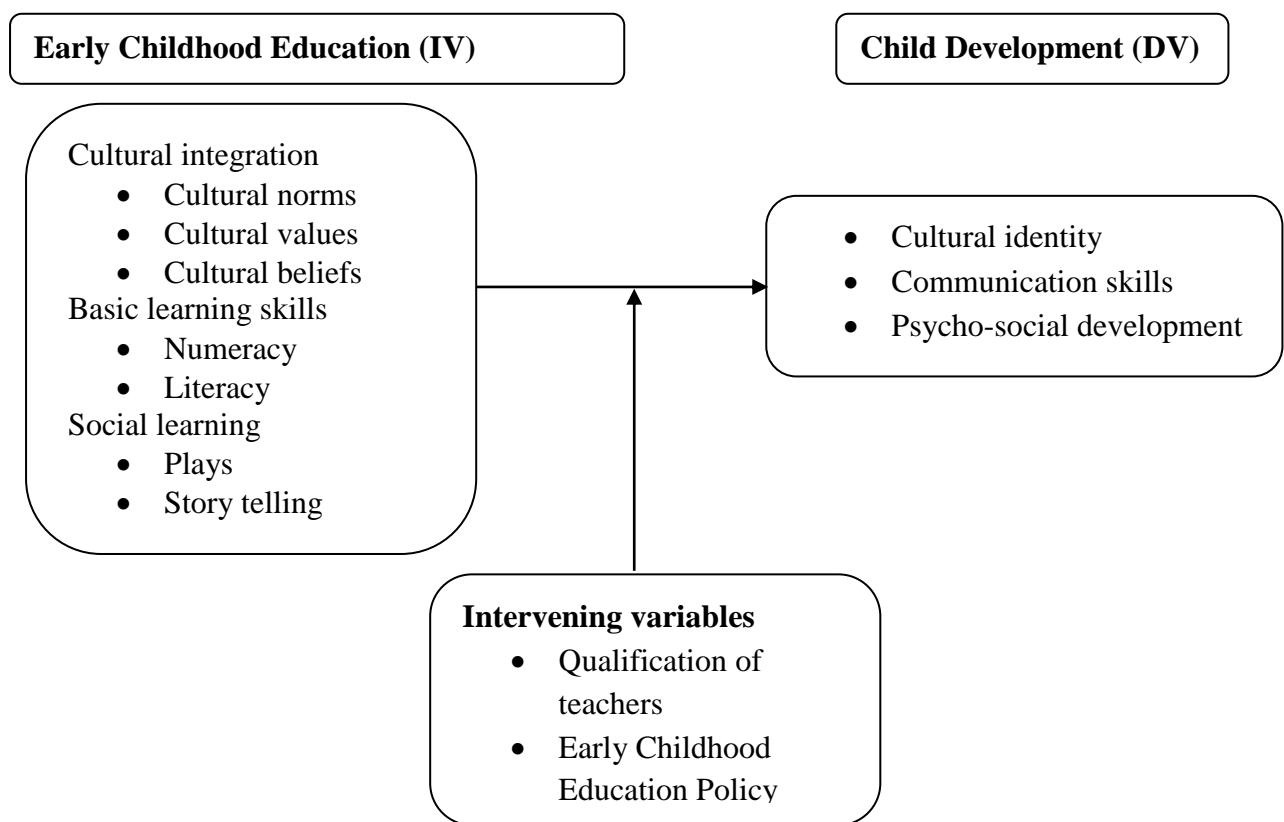 Early Childhood Education (IV)
Child Development (DV)
Cultural integration
• Cultural norms
• Cultural values
• Cultural beliefs
Basic learning skills
• Numeracy
• Literacy
Social learning
• Plays
• Story telling
• Cultural identity
• Communication skills
• Psycho-social development
Intervening variables
• Qualification of
teachers
• Early Childhood
Education Policy